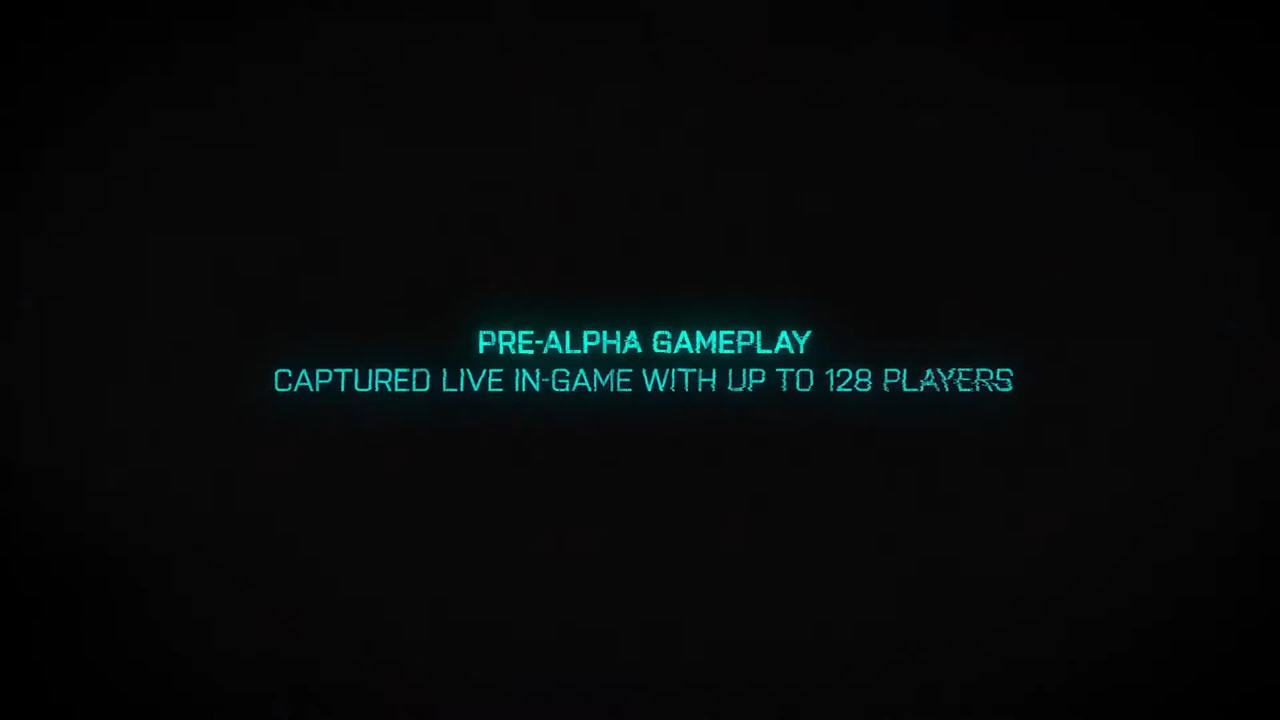 PRE-ALPHA GAMEPLAY
CAPTURED LIVE IN-GAME WITH UP TO 128 PLAYERS